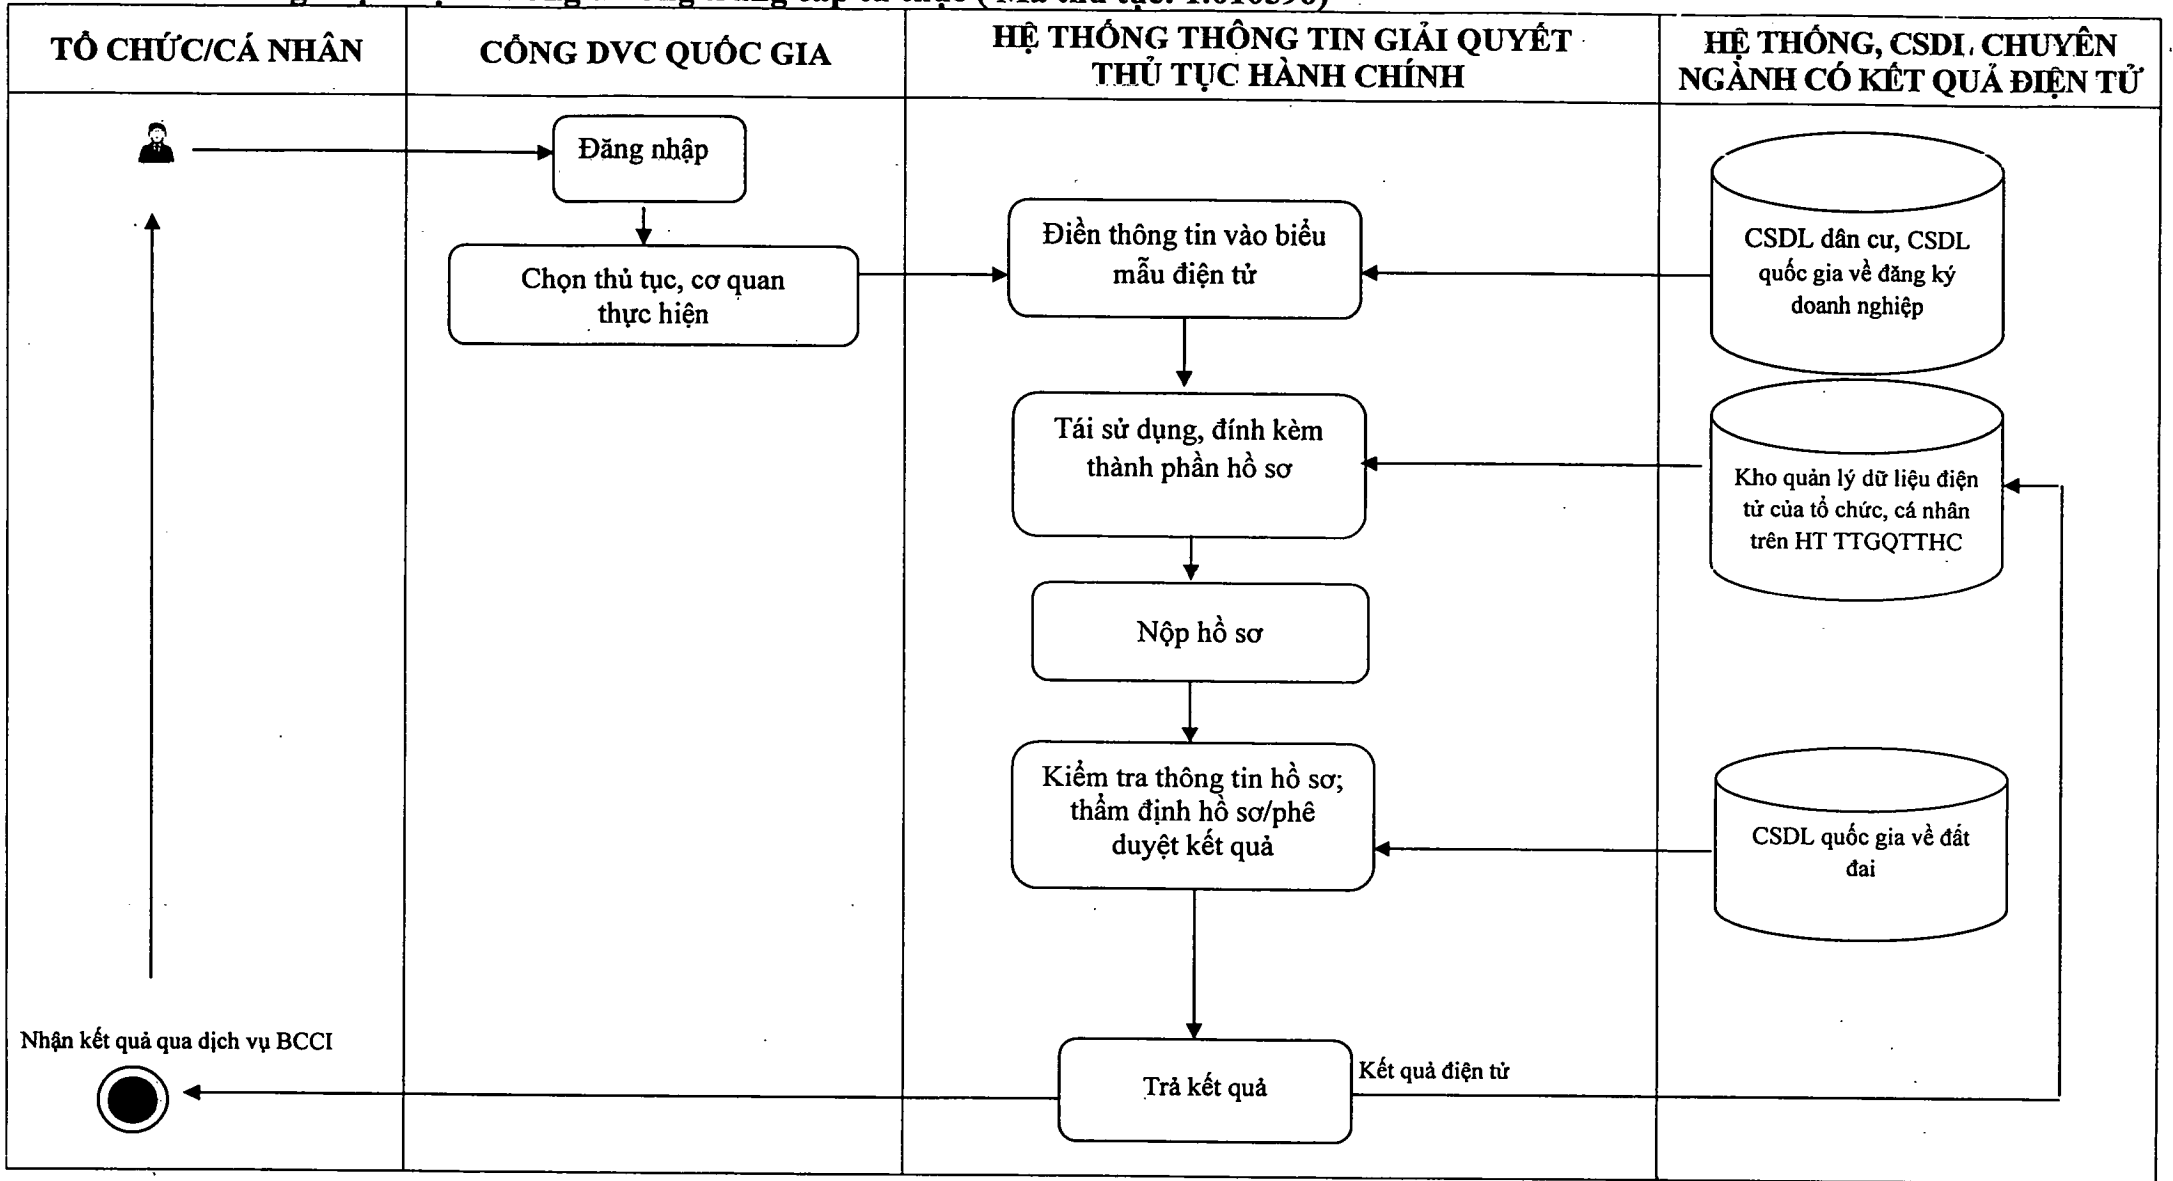 TỔ CHỨC/CÁ NHÂN
CỔNG DVC QUỐC GIA
HỆ THỐNG THÔNG TIN GIẢI QUYẾT
THỦ TỤC HÀNH CHÍNH
HỆ THỐNG, CSDL CHUYÊN
NGÀNH CÓ KẾT QUẢ ĐIỆN TỬ
Đăng nhập
Chọn thủ tục, cơ quan
thực hiện
Điền thông tin vào biểu
mẫu điện tử
CSDL dân cư, CSDL
quốc gia về đăng ký
doanh nghiệp
Tái sử dụng, đính kèm
thành phần hồ sơ
Kho quản lý dữ liệu điện
tử của tổ chức, cá nhân
trên HT TTGQTTHC
Nộp hồ sơ
Kiểm tra thông tin hồ sơ;
thẩm định hồ sơ/phê
duyệt kết quả
CSDL quốc gia về đất
đai
Nhận kết quả qua dịch vụ BCCI
Trả kết quả
Kết quả điện tử